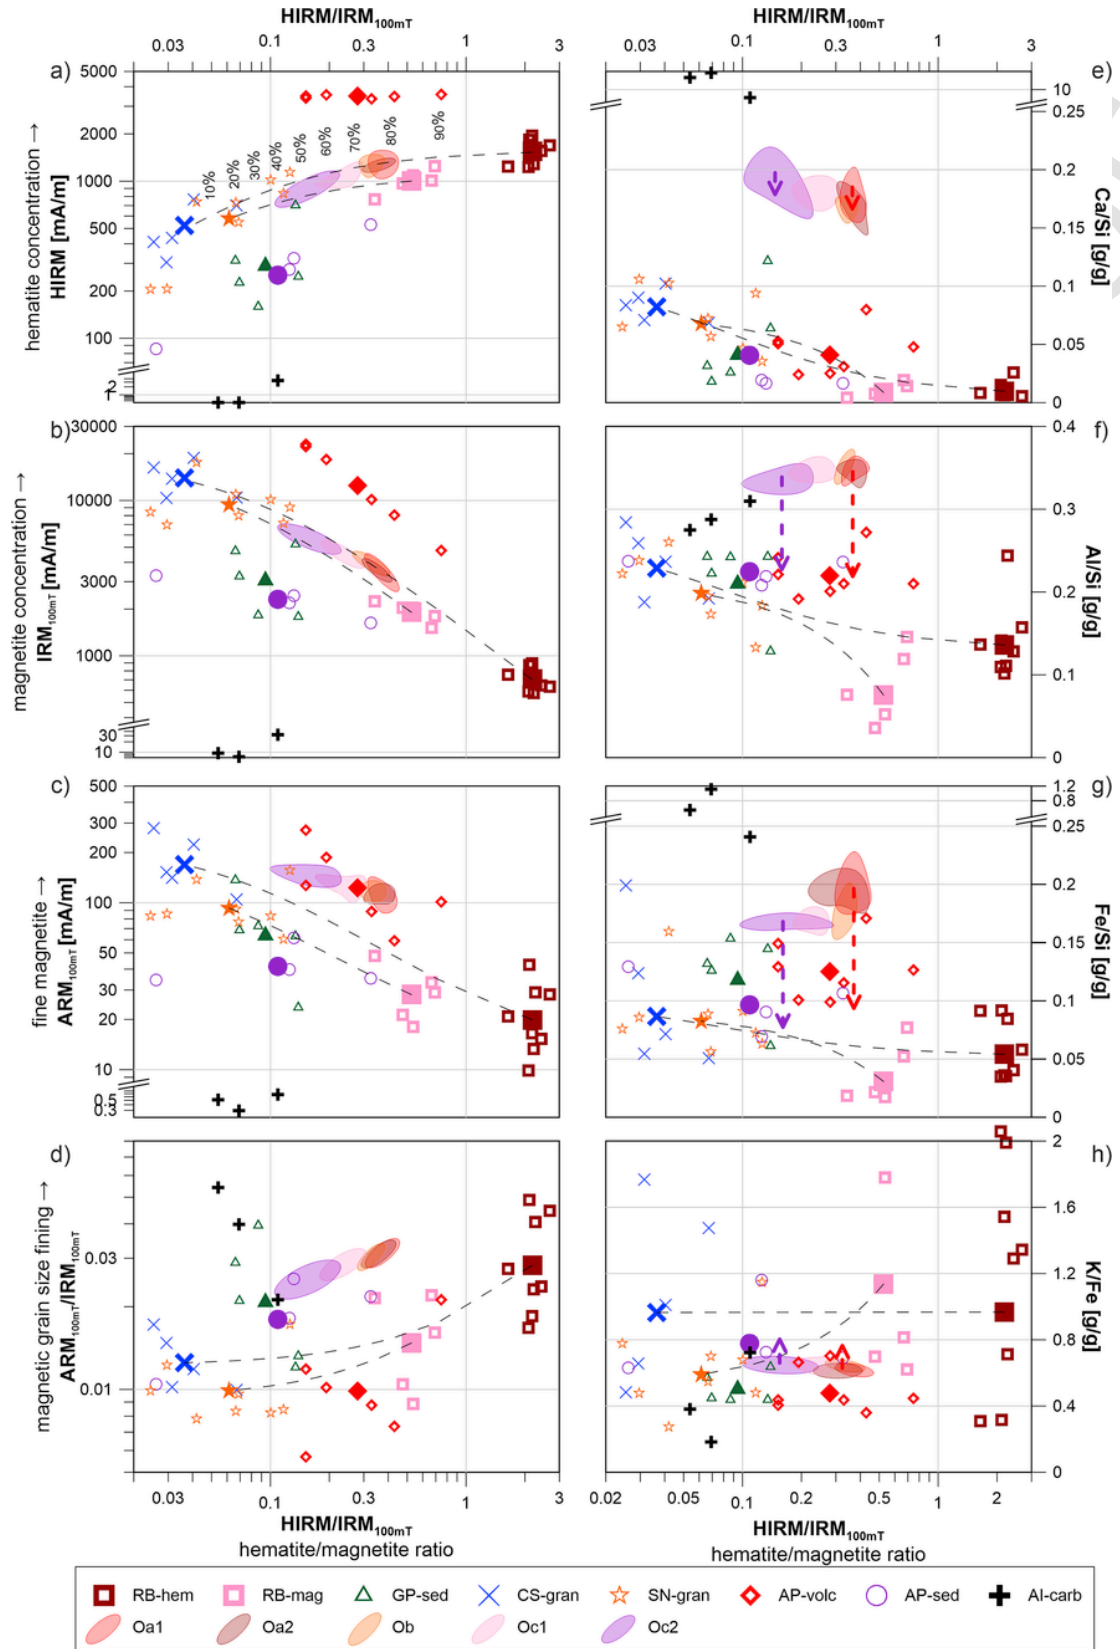 HIRM/IRM100mT HIRM/IRM100mT
0.03 0.1 0.3 1 3 0.03 0.1 0.3 1 3
a)
hematite concentration →
HIRM [mA/m]
5000
2000
1000
500
200
100
2
1
10% 20% 30% 40% 50% 60% 70% 80% 90%
e)
10
0.25
0.2
0.15
0.1
0.05
0
Ca/Si [g/g]
b)
magnetite concentration →
IRM100mT [mA/m]
30000
10000
3000
1000
30
10
f)
0.4
0.3
0.2
0.1
0
Al/Si [g/g]
c)
fine magnetite →
ARM100mT [mA/m]
500
300
200
100
50
30
20
10
0.5
0.3
g)
1.2
0.8
0.25
0.2
0.15
0.1
0.05
0
Fe/Si [g/g]
d)
magnetic grain size fining →
ARM100mT/IRM100mT
0.03
0.01
h)
2
1.6
1.2
0.8
0.4
0
K/Fe [g/g]
0.03 0.1 0.3 1 3 0.02 0.05 0.1 0.2 0.5 1 2
HIRM/IRM100mT HIRM/IRM100mT
hematite/magnetite ratio hematite/magnetite ratio
RB-hem RB-mag GP-sed CS-gran SN-gran AP-volc AP-sed Al-carb
Oa1 Oa2 Ob Oc1 Oc2